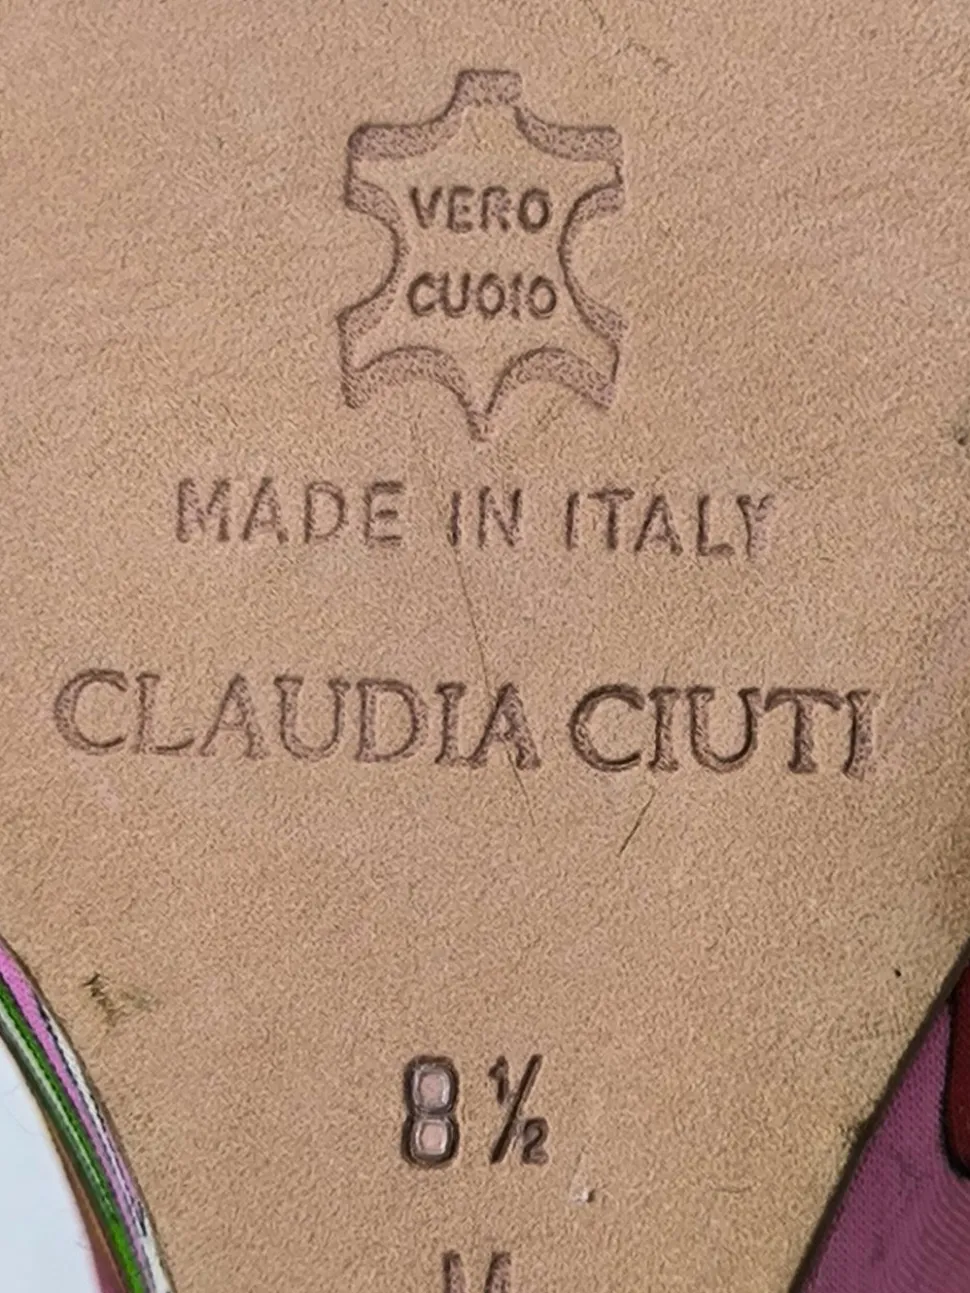 VERO
CUOIO
MADE IN ITALY
CLAUDIA CIUTI
8 ½